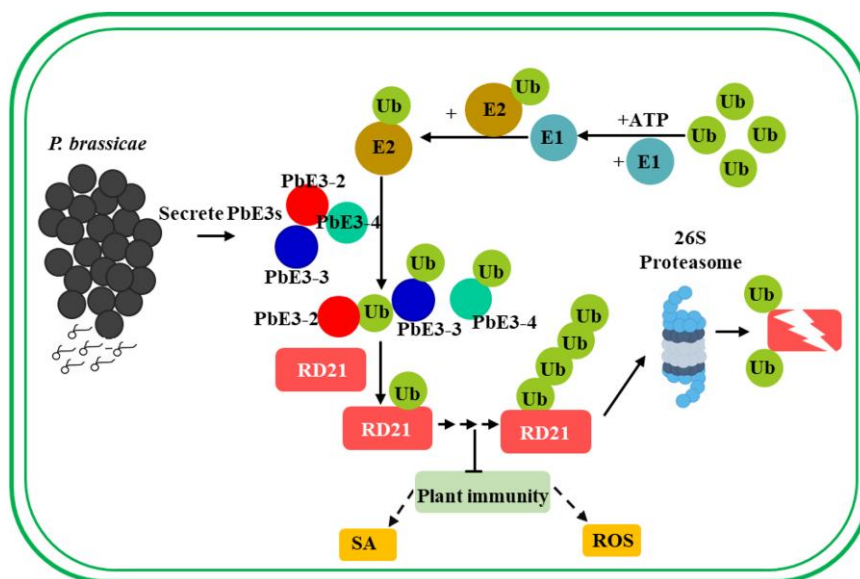 P. brassicae
Secrete PbE3s
PbE3-2
PbE3-4
PbE3-3
Ub
E2
+
E2
Ub
E1
+ATP
+
E1
Ub
Ub
Ub
Ub
PbE3-2
Ub
Ub
PbE3-3
Ub
PbE3-4
RD21
Ub
RD21
Ub
Ub
Ub
Ub
RD21
26S
Proteasome
Ub
Ub
Plant immunity
SA
ROS